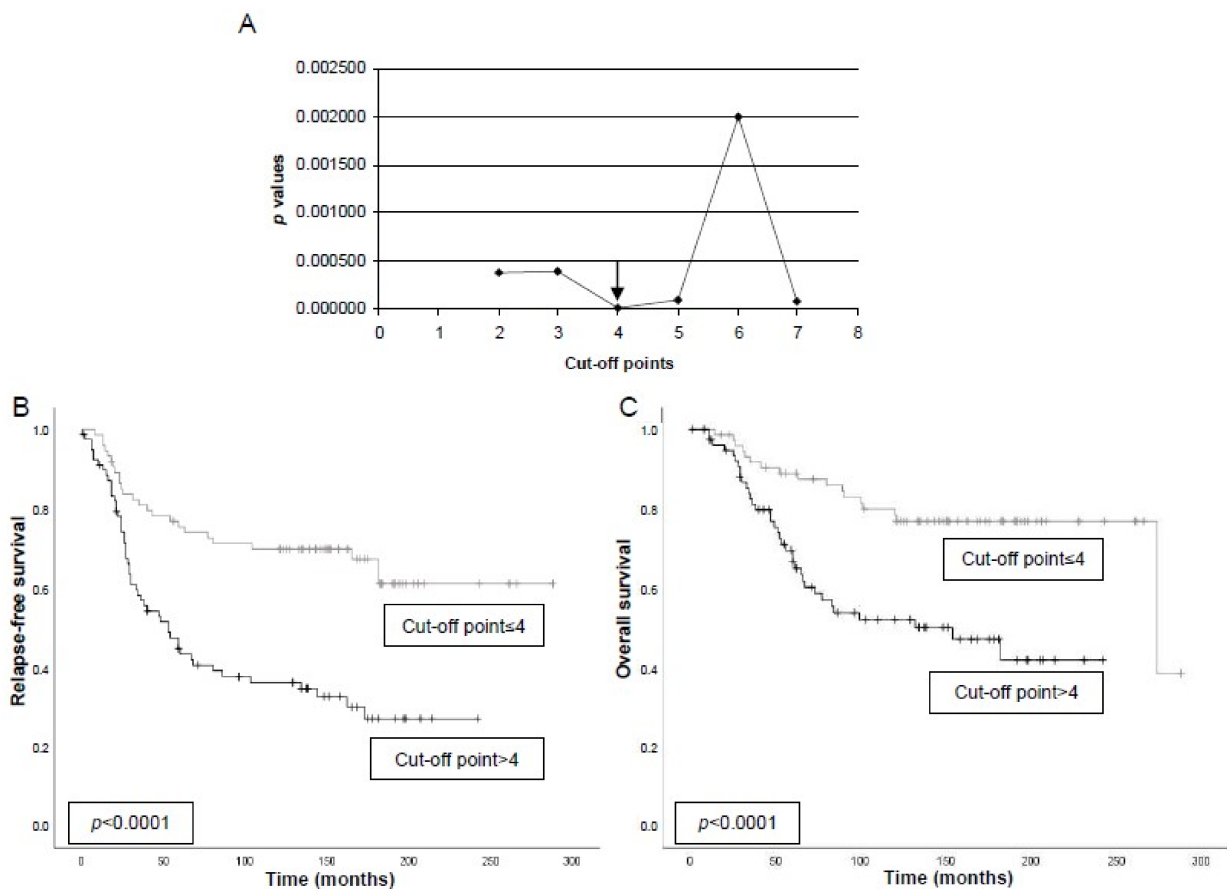 A
0.002500
0.002000
0.001500
0.001000
0.000500
0.000000
p values
0 1 2 3 4 5 6 7 8
Cut-off points
B
1.0
0.8
0.6
0.4
0.2
0.0
Relapse-free survival
Cut-off point≤4
Cut-off point>4
p<0.0001
0 50 100 150 200 250 300
Time (months)
C
1.0
0.8
0.6
0.4
0.2
0.0
Overall survival
Cut-off point≤4
Cut-off point>4
p<0.0001
0 50 100 150 200 250 300
Time (months)